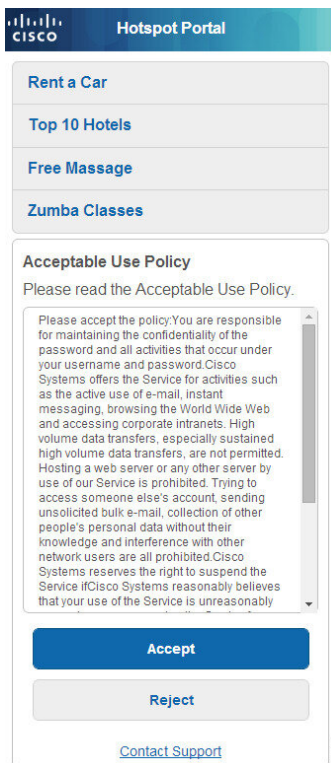 CISCO
Hotspot Portal
Rent a Car
Top 10 Hotels
Free Massage
Zumba Classes
Acceptable Use Policy
Please read the Acceptable Use Policy.
Please accept the policy:You are responsible
for maintaining the confidentiality of the
password and all activities that occur under
your username and password.Cisco
Systems offers the Service for activities such
as the active use of e-mail, instant
messaging, browsing the World Wide Web
and accessing corporate intranets. High
volume data transfers, especially sustained
high volume data transfers, are not permitted.
Hosting a web server or any other server by
use of our Service is prohibited. Trying to
access someone else's account, sending
unsolicited bulk e-mail, collection of other
people's personal data without their
knowledge and interference with other
network users are all prohibited.Cisco
Systems reserves the right to suspend the
Service ifCisco Systems reasonably believes
that your use of the Service is unreasonably
Accept
Reject
Contact Support